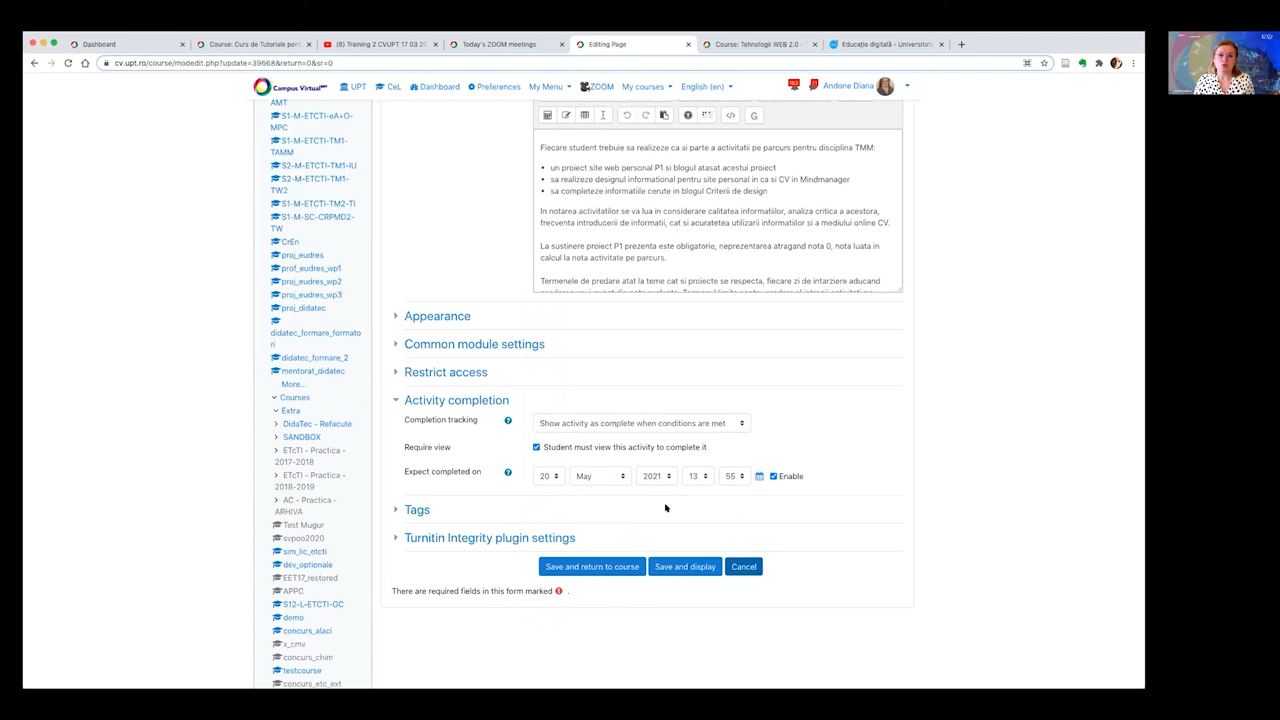 Dashboard
Course: Curs de Tutoriale pen
(8) Training 2 CVUPT 17 03 20
Today's ZOOM meetings
Editing Page
Course: Tehnologii WEB 2.0 -
Educație digitală - Universitate
cv.upt.ro/course/modedit.php?update=39668&return=0&sr=0
Campus Virtual
UPT
CeL
Dashboard
Preferences
My Menu
ZOOM
My courses
English (en)
Andone Diana
AMT
S1-M-ETCTI-eA+O-
MPC
S1-M-ETCTI-TM1-
TAMM
S2-M-ETCTI-TM1-IU
S2-M-ETCTI-TM1-
TW2
S1-M-ETCTI-TM2-TI
S1-M-SC-CRPMD2-
TW
CrEn
proj_eudres
prof_eudres_wp1
proj_eudres_wp2
proj_eudres_wp3
proj_didatec
didatec_formare_formato
ri
didatec_formare_2
mentorat_didatec
More...
Courses
Extra
DidaTec - Refacute
SANDBOX
ETcTI - Practica -
2017-2018
ETcTI - Practica -
2018-2019
AC - Practica -
ARHIVA
Test Mugur
svpoo2020
sim_lic_etcti
dev_optionale
EET17_restored
APPC
S12-L-ETCTI-GC
demo
concurs_alaci
x_cmv
concurs_chim
testcourse
concurs_etc_ext
Fiecare student trebuie sa realizeze ca si parte a activitatii pe parcurs pentru disciplina TMM:
• un proiect site web personal P1 si blogul atasat acestui proiect
• sa realizeze designul informational pentru site personal in ca si CV in Mindmanager
• sa completeze informatiile cerute in blogul Criterii de design
In notarea activitatilor se va lua in considerare calitatea informatiilor, analiza critica a acestora,
frecventa introducerii de informatii, cat si acuratetea utilizarii informatiilor si a mediului online CV.
La sustinere proiect P1 prezenta este obligatorie, neprezentarea atragand nota 0, nota luata in
calcul la nota activitate pe parcurs.
Termenele de predare atat la teme cat si proiecte se respecta, fiecare zi de intarziere aducand
Appearance
Common module settings
Restrict access
Activity completion
Completion tracking
Show activity as complete when conditions are met
Require view
Student must view this activity to complete it
Expect completed on
20 May 2021 13 55 Enable
Tags
Turnitin Integrity plugin settings
Save and return to course
Save and display
Cancel
There are required fields in this form marked .